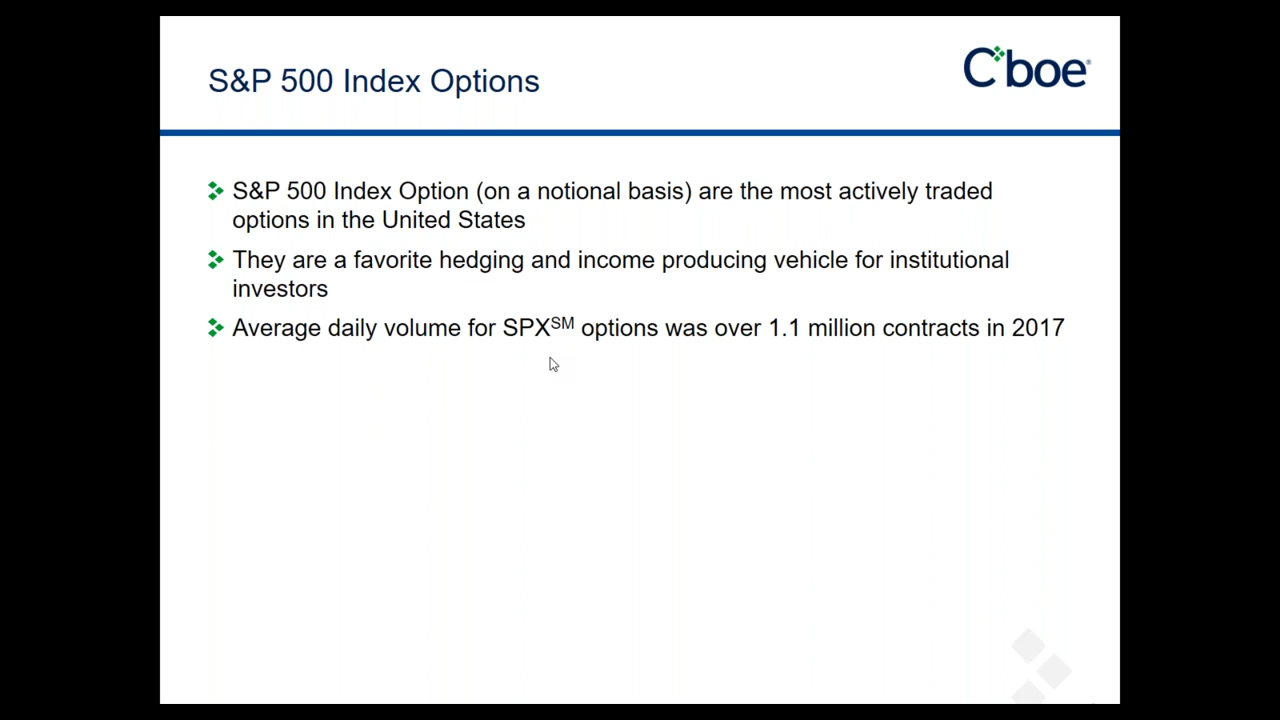 S&P 500 Index Options
Cboe®
S&P 500 Index Option (on a notional basis) are the most actively traded
options in the United States
They are a favorite hedging and income producing vehicle for institutional
investors
Average daily volume for SPX℠ options was over 1.1 million contracts in 2017